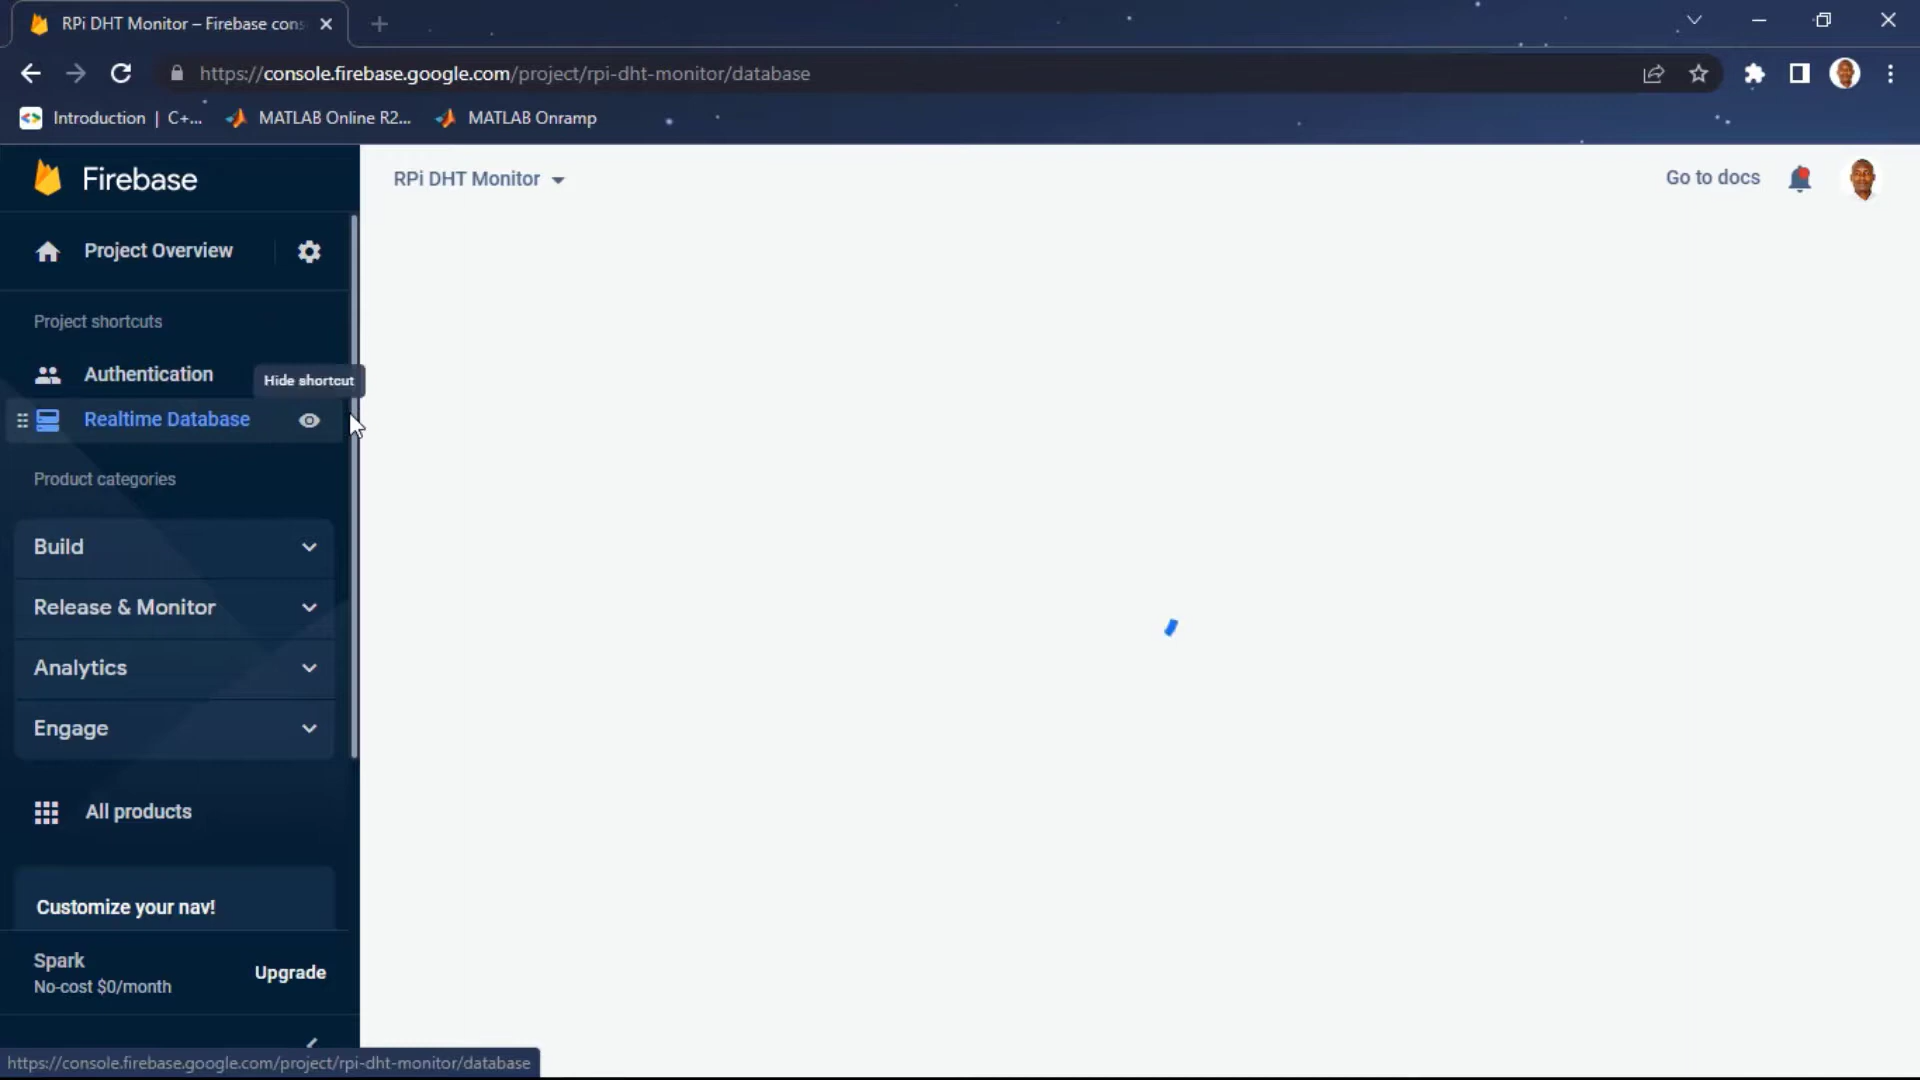 RPi DHT Monitor – Firebase cons
https://console.firebase.google.com/project/rpi-dht-monitor/database
Introduction | C+...
MATLAB Online R2...
MATLAB Onramp
Firebase
RPi DHT Monitor
Go to docs
Project Overview
Project shortcuts
Authentication
Hide shortcut
Realtime Database
Product categories
Build
Release & Monitor
Analytics
Engage
All products
Customize your nav!
Spark
No-cost $0/month
Upgrade
https://console.firebase.google.com/project/rpi-dht-monitor/database